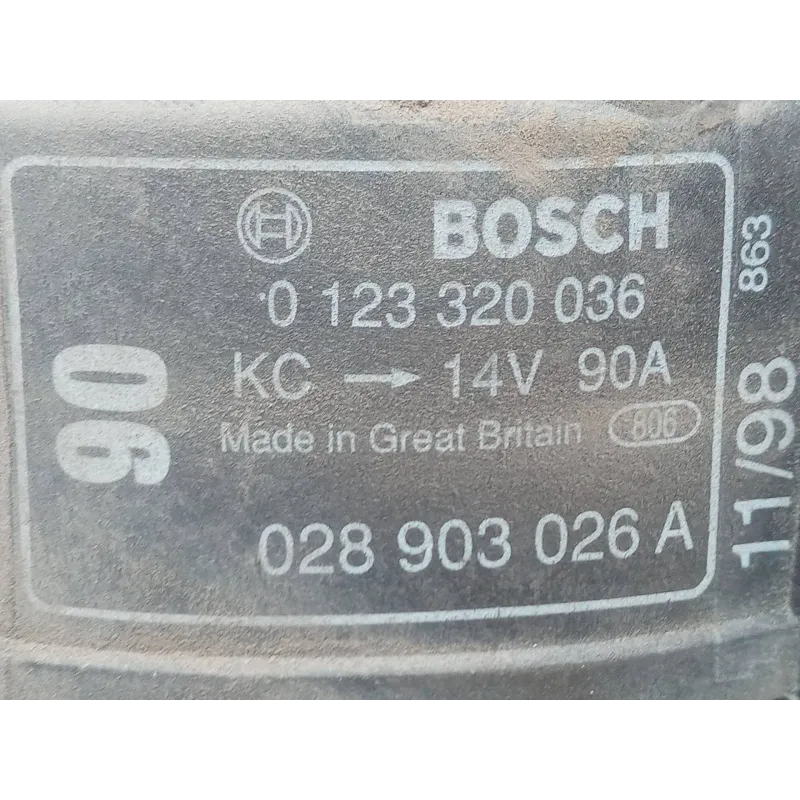 BOSCH
0 123 320 036
KC → 14V 90A
Made in Great Britain 806
028 903 026 A
90
11/98 863